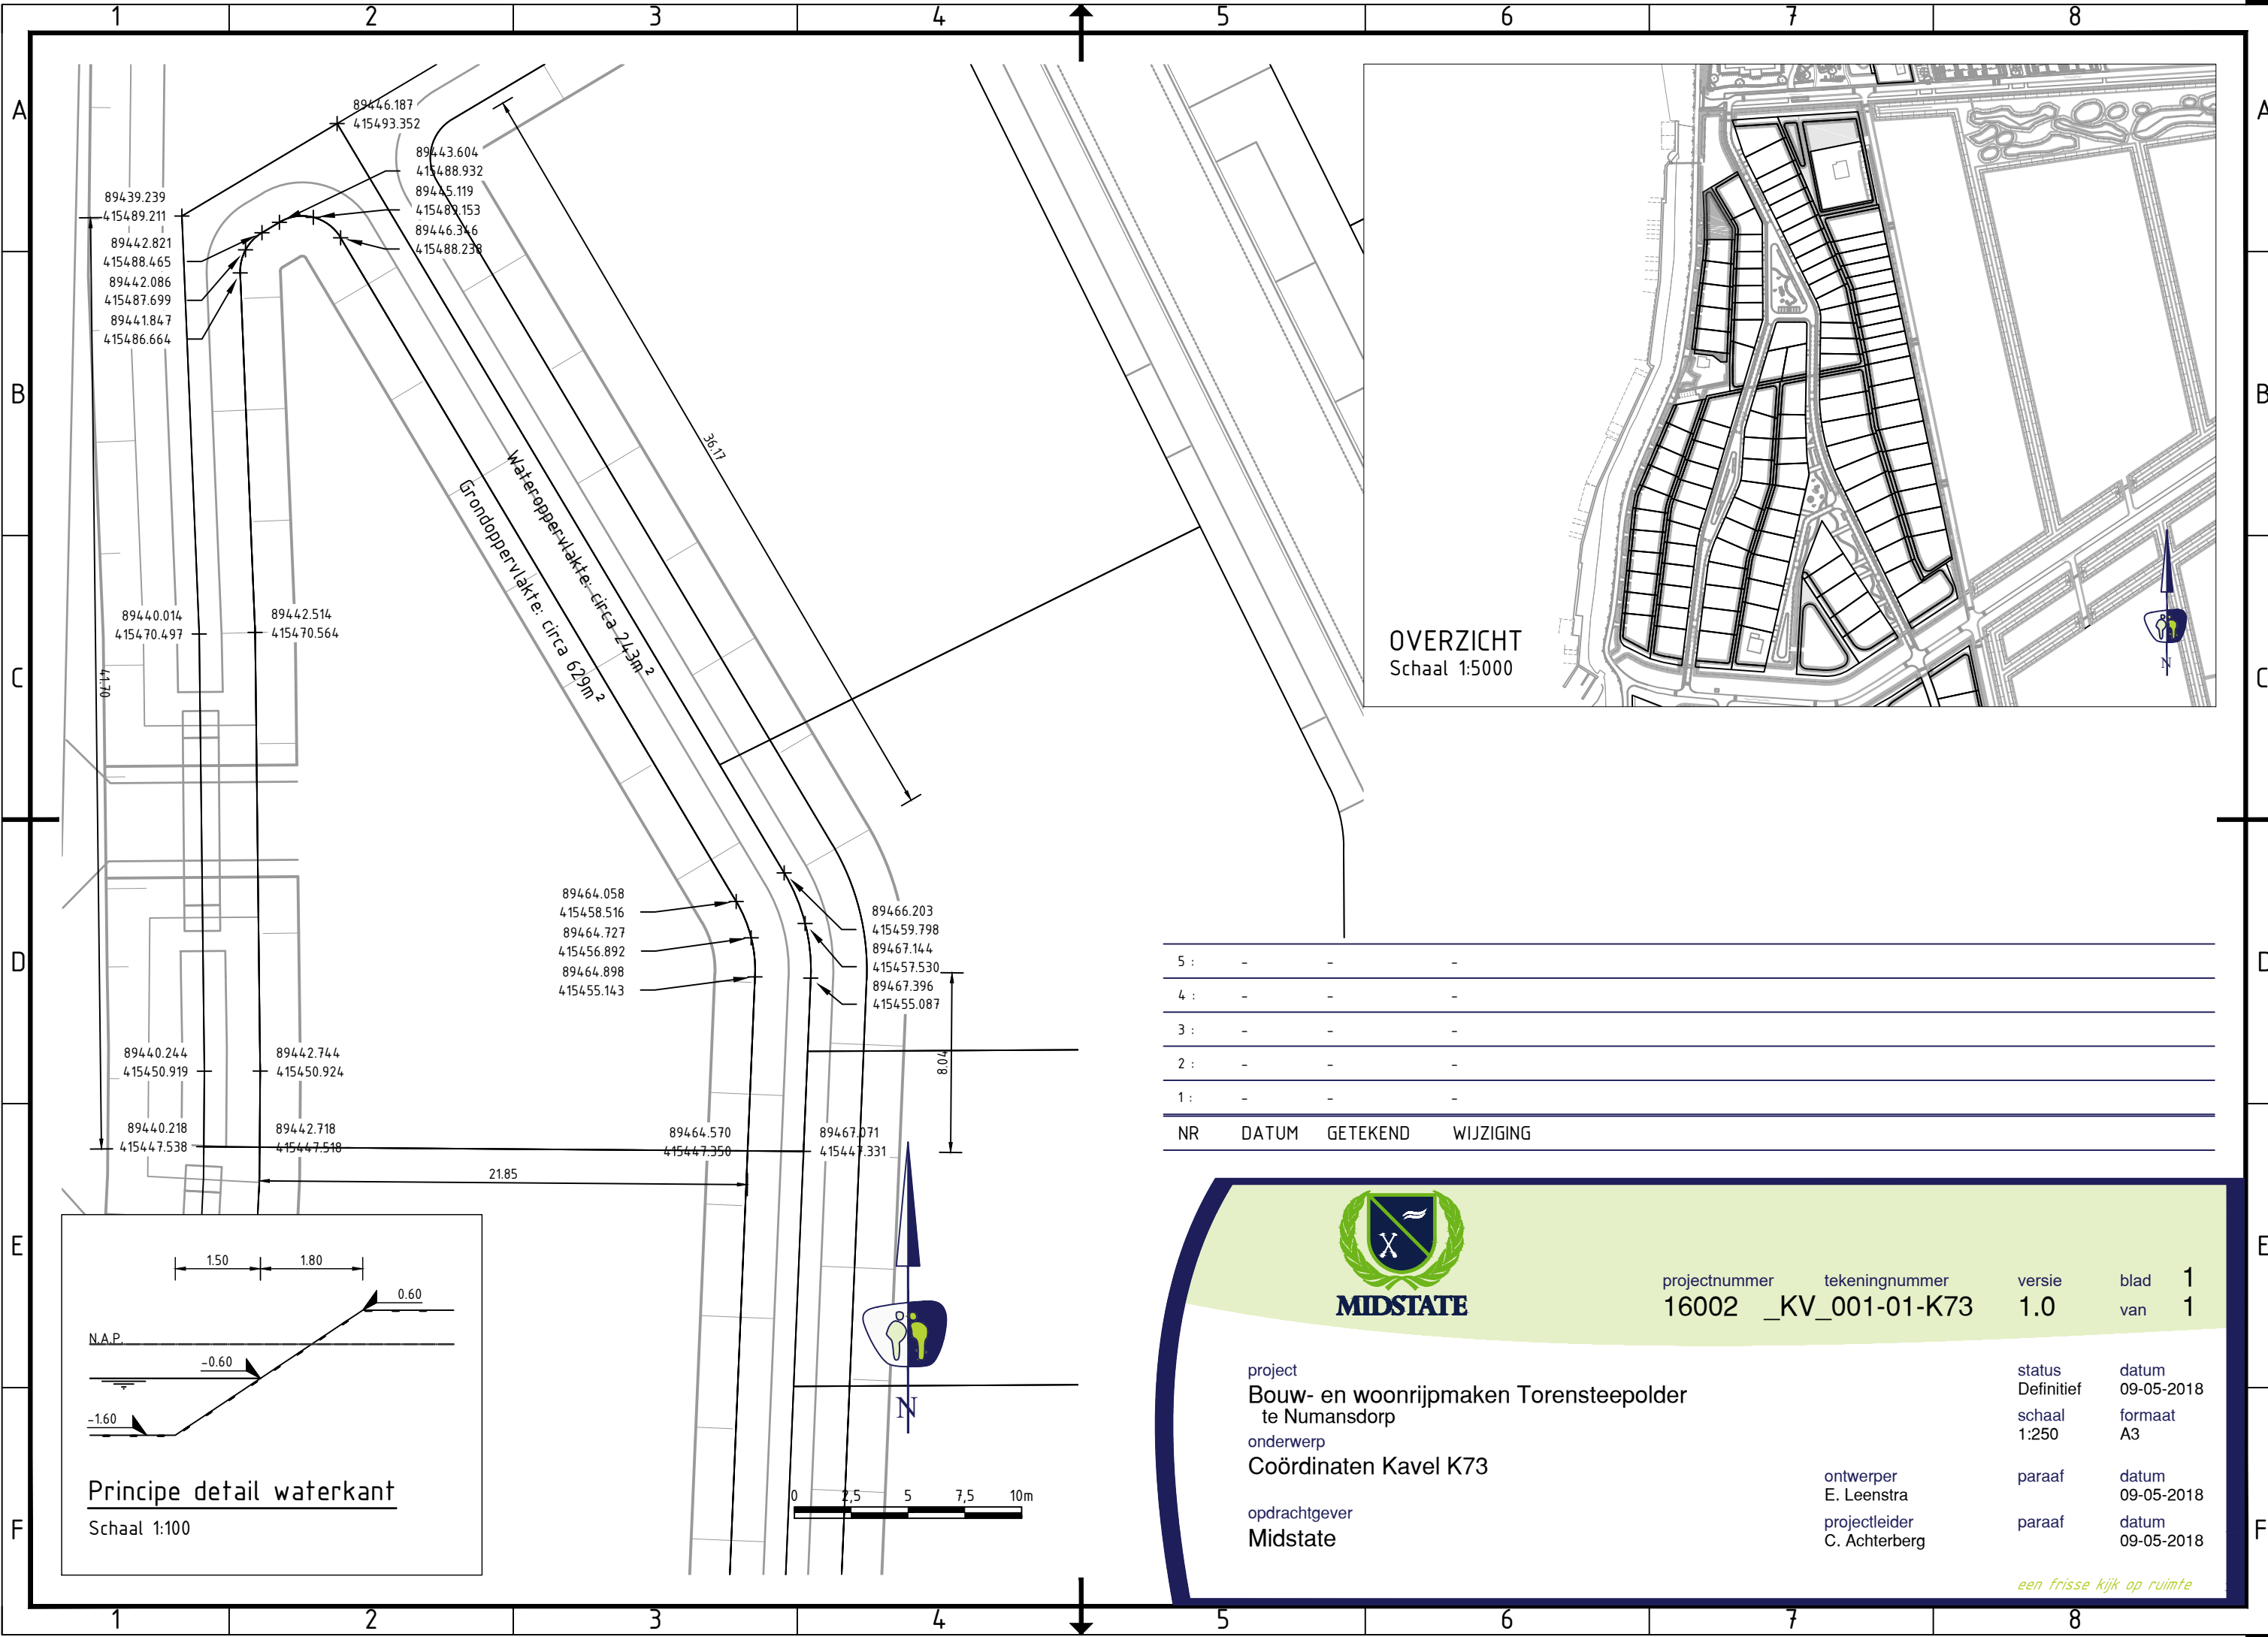 1 2 3 4 5 6 7 8
A A
B B
C C
D D
E E
F F
89446.187
415493.352
89443.604
415488.932
89445.119
415489.153
89446.346
415488.238
89439.239
415489.211
89442.821
415488.465
89442.086
415487.699
89441.847
415486.664
36.17
Wateroppervlakte: circa 243m²
Grondoppervlakte: circa 629m²
89440.014
415470.497
89442.514
415470.564
41.70
89464.058
415458.516
89464.727
415456.892
89464.898
415455.143
89466.203
415459.798
89467.144
415457.530
89467.396
415455.087
8.04
89440.244
415450.919
89442.744
415450.924
89440.218
415447.538
89442.718
415447.518
89464.570
415447.350
89467.071
415447.331
21.85
1.50 1.80
0.60
N.A.P.
-0.60
-1.60
Principe detail waterkant
Schaal 1:100
N
0 2,5 5 7,5 10m
OVERZICHT
Schaal 1:5000
N
5 : - - -
4 : - - -
3 : - - -
2 : - - -
1 : - - -
NR DATUM GETEKEND WIJZIGING
MIDSTATE
projectnummer tekeningnummer versie blad 1
16002 _KV_001-01-K73 1.0 van 1
project status datum
Bouw- en woonrijpmaken Torensteepolder Definitief 09-05-2018
te Numansdorp schaal formaat
onderwerp 1:250 A3
Coördinaten Kavel K73
ontwerper paraaf datum
E. Leenstra 09-05-2018
opdrachtgever projectleider paraaf datum
Midstate C. Achterberg 09-05-2018
een frisse kijk op ruimte
1 2 3 4 5 6 7 8